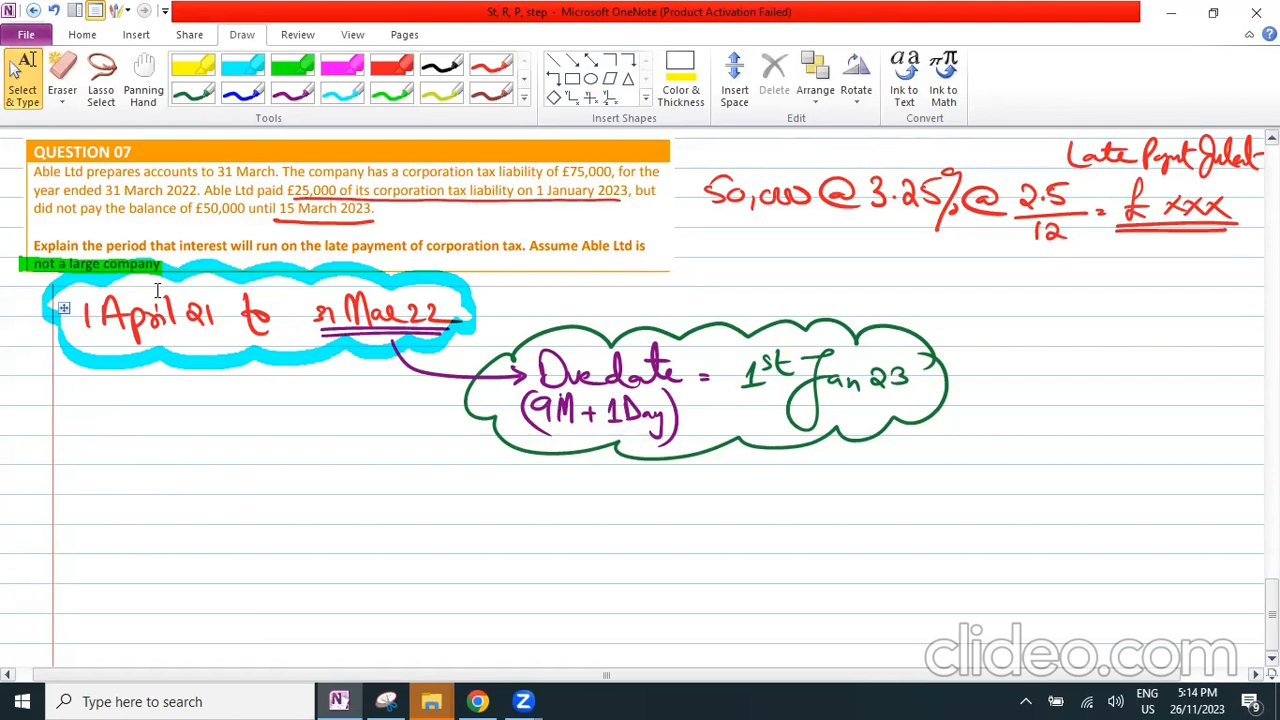 St, R, P, step - Microsoft OneNote (Product Activation Failed)
File Home Insert Share Draw Review View Pages
Select & Type
Eraser
Lasso Select
Panning Hand
Color & Thickness
Insert Space
Delete
Arrange
Rotate
Ink to Text
Ink to Math
Tools
Insert Shapes
Edit
Convert
QUESTION 07
Able Ltd prepares accounts to 31 March. The company has a corporation tax liability of £75,000, for the
year ended 31 March 2022. Able Ltd paid £25,000 of its corporation tax liability on 1 January 2023, but
did not pay the balance of £50,000 until 15 March 2023.
Explain the period that interest will run on the late payment of corporation tax. Assume Able Ltd is
not a large company
Late Paymt
50,000 @ 3.25% @ 2.5/12 = £ xxx
1 April 21 to 31 Mar 22
Due date = 1st Jan 23
(9M + 1Day)
clideo.com
Type here to search
ENG
US
5:14 PM
26/11/2023
9